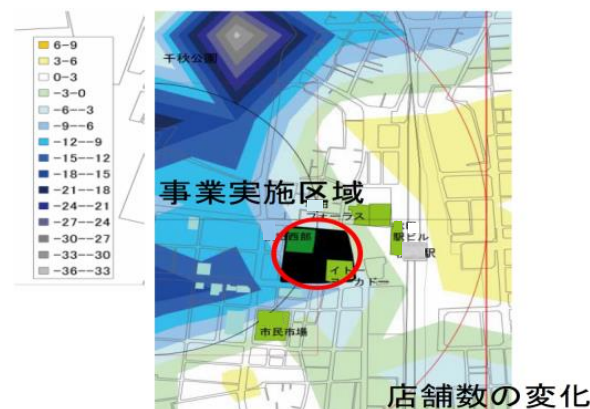 6-9
3-6
0-3
-3-0
-6--3
-9--6
-12--9
-15--12
-18--15
-21--18
-24--21
-27--24
-30--27
-33--30
-36--33
千秋公園
事業実施区域
フォーラス
西部
駅ビル
駅
イトー
カドー
市民市場
店舗数の変化